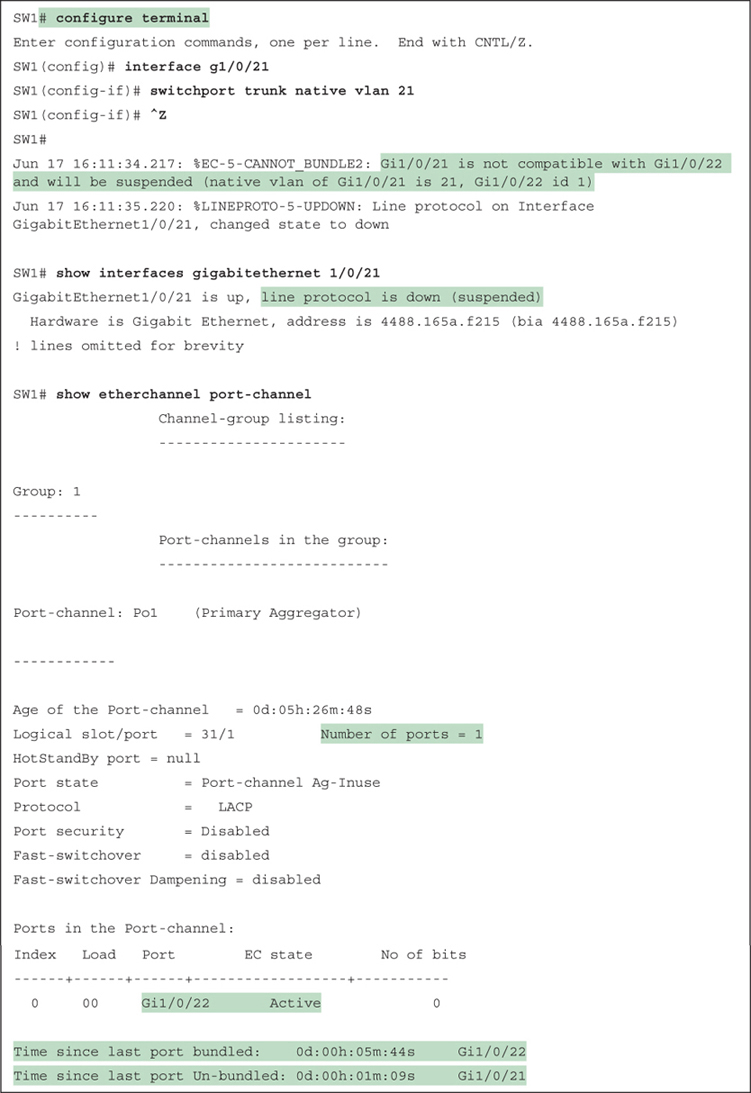 SW1# configure terminal
Enter configuration commands, one per line.  End with CNTL/Z.
SW1(config)# interface g1/0/21
SW1(config-if)# switchport trunk native vlan 21
SW1(config-if)# ^Z
SW1#
Jun 17 16:11:34.217: %EC-5-CANNOT_BUNDLE2: Gi1/0/21 is not compatible with Gi1/0/22
and will be suspended (native vlan of Gi1/0/21 is 21, Gi1/0/22 id 1)
Jun 17 16:11:35.220: %LINEPROTO-5-UPDOWN: Line protocol on Interface
GigabitEthernet1/0/21, changed state to down
SW1# show interfaces gigabitethernet 1/0/21
GigabitEthernet1/0/21 is up, line protocol is down (suspended)
  Hardware is Gigabit Ethernet, address is 4488.165a.f215 (bia 4488.165a.f215)
! lines omitted for brevity
SW1# show etherchannel port-channel
                Channel-group listing:
                ----------------------
Group: 1
----------
                Port-channels in the group:
                ---------------------------
Port-channel: Po1    (Primary Aggregator)
------------
Age of the Port-channel   = 0d:05h:26m:48s
Logical slot/port   = 31/1          Number of ports = 1
HotStandBy port = null
Port state          = Port-channel Ag-Inuse
Protocol            =   LACP
Port security       = Disabled
Fast-switchover     = disabled
Fast-switchover Dampening = disabled
Ports in the Port-channel:
Index   Load   Port        EC state        No of bits
------+------+------+------------------+-----------
  0     00     Gi1/0/22       Active             0
Time since last port bundled:    0d:00h:05m:44s     Gi1/0/22
Time since last port Un-bundled: 0d:00h:01m:09s     Gi1/0/21